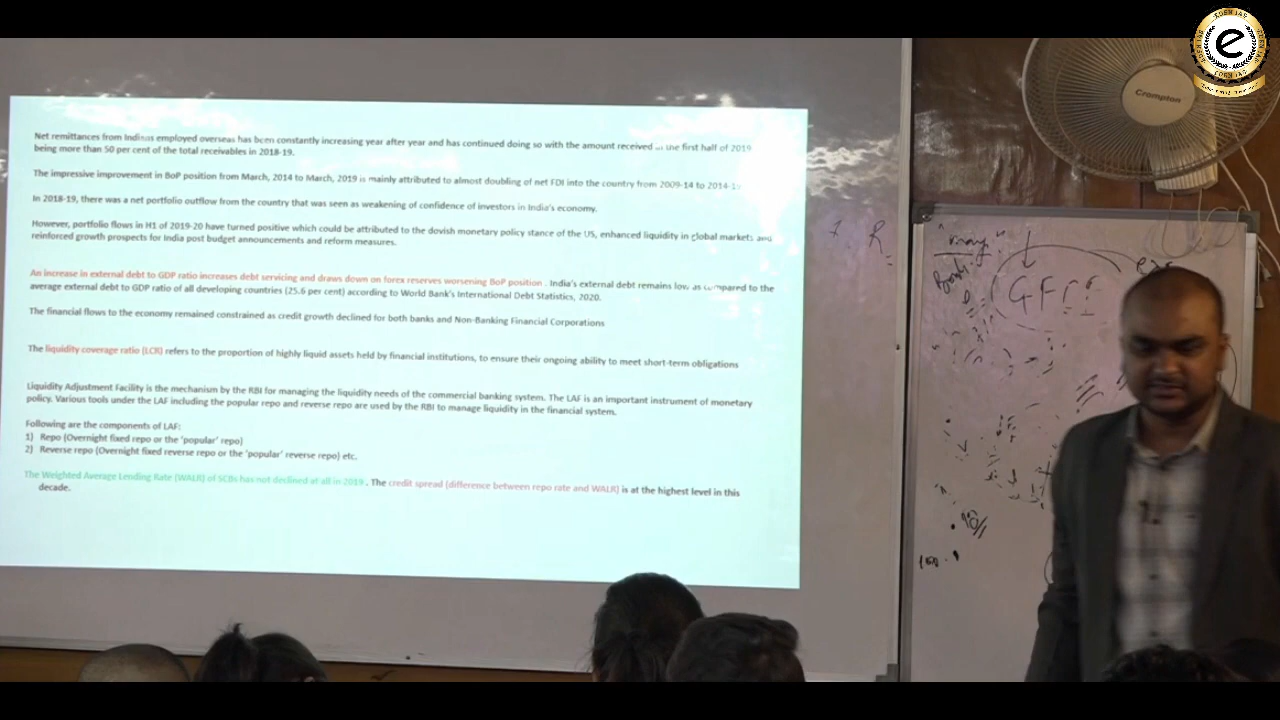 Net remittances from Indians employed overseas has been constantly increasing year after year and has continued doing so with the amount received in the first half of 2019
being more than 50 per cent of the total receivables in 2018-19.
The impressive improvement in BoP position from March, 2014 to March, 2019 is mainly attributed to almost doubling of net FDI into the country from 2009-14 to
In 2018-19, there was a net portfolio outflow from the country that was seen as weakening of confidence of investors in India's economy.
However, portfolio flows in H1 of 2019-20 have turned positive which could be attributed to the dovish monetary policy stance of the US, enhanced liquidity in global markets and
reinforced growth prospects for India post budget announcements and reform measures.
An increase in external debt to GDP ratio increases debt servicing and draws down on forex reserves worsening BoP position . India's external debt remains low as compared to the
average external debt to GDP ratio of all developing countries (25.6 per cent) according to World Bank's International Debt Statistics, 2020.
The financial flows to the economy remained constrained as credit growth declined for both banks and Non-Banking Financial Corporations
The liquidity coverage ratio (LCR) refers to the proportion of highly liquid assets held by financial institutions, to ensure their ongoing ability to meet short-term obligations
Liquidity Adjustment Facility is the mechanism by the RBI for managing the liquidity needs of the commercial banking system. The LAF is an important instrument of monetary
policy. Various tools under the LAF including the popular repo and reverse repo are used by the RBI to manage liquidity in the financial system.
Following are the components of LAF:
1) Repo (Overnight fixed repo or the 'popular' repo)
2) Reverse repo (Overnight fixed reverse repo or the 'popular' reverse repo) etc.
The Weighted Average Lending Rate (WALR) of SCBs has not declined at all in 2019 . The credit spread (difference between repo rate and WALR) is at the highest level in this
decade.
Crompton
e
EDEN IAS
R